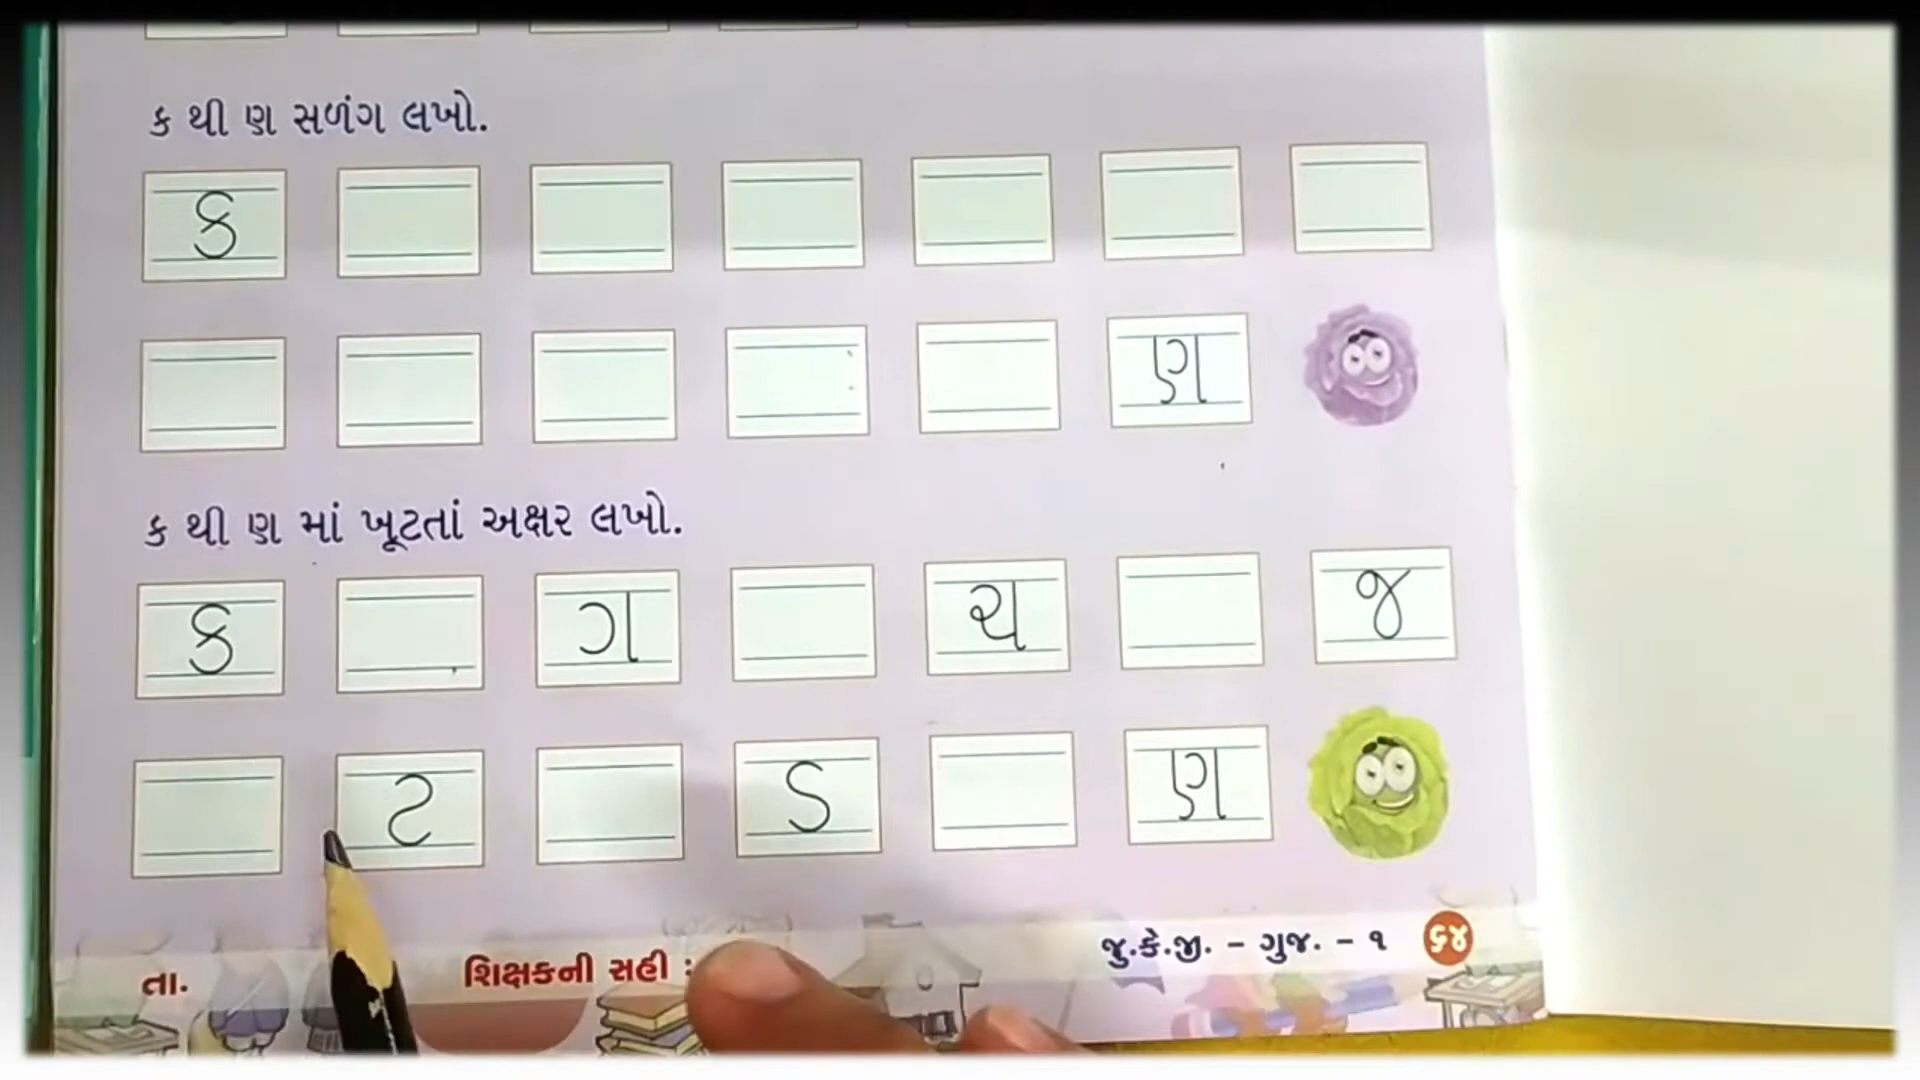 ક થી ણ સળંગ લખો.
ક
ણ
ક થી ણ માં ખૂટતાં અક્ષર લખો.
ક ગ ચ જ
ટ ડ ણ
તા. શિક્ષકની સહી : જુ.કે.જી. – ગુજ. – ૧ ૬૪